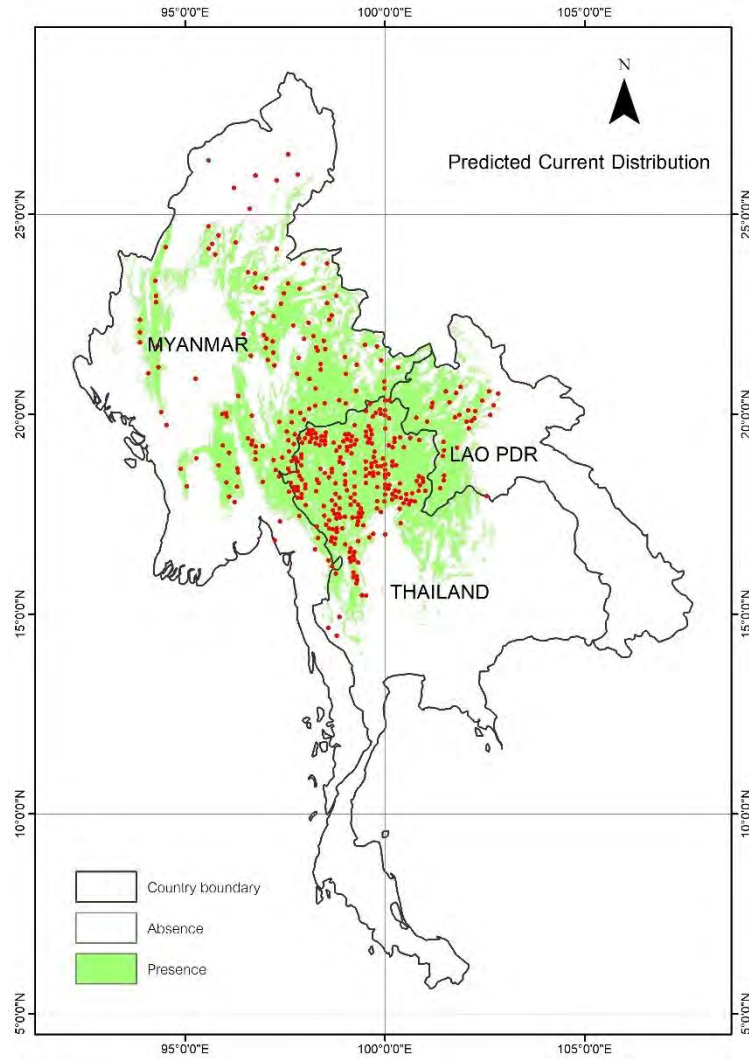 95°0'0"E 100°0'0"E 105°0'0"E
N
Predicted Current Distribution
25°0'0"N 25°0'0"N
MYANMAR
20°0'0"N 20°0'0"N
LAO PDR
THAILAND
15°0'0"N 15°0'0"N
10°0'0"N 10°0'0"N
Country boundary
Absence
Presence
5°0'0"N 5°0'0"N
95°0'0"E 100°0'0"E 105°0'0"E